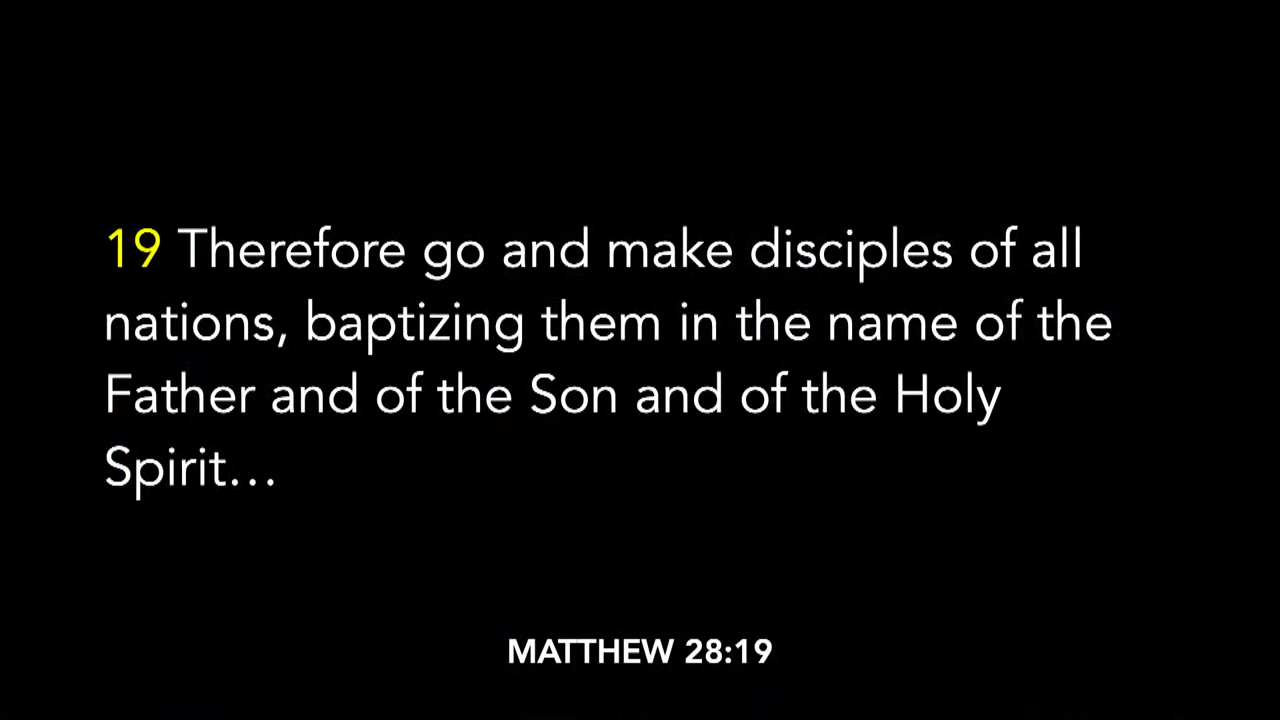 19 Therefore go and make disciples of all
nations, baptizing them in the name of the
Father and of the Son and of the Holy
Spirit…
MATTHEW 28:19